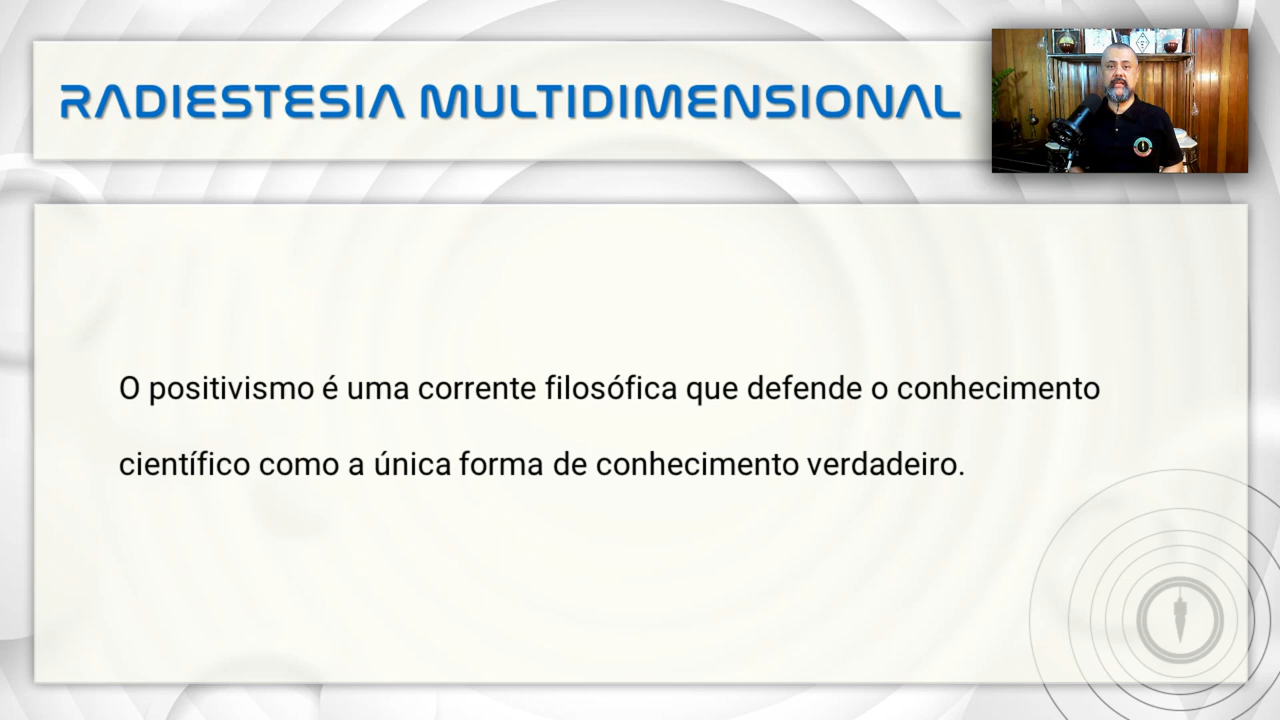 RADIESTESIA MULTIDIMENSIONAL
O positivismo é uma corrente filosófica que defende o conhecimento
científico como a única forma de conhecimento verdadeiro.